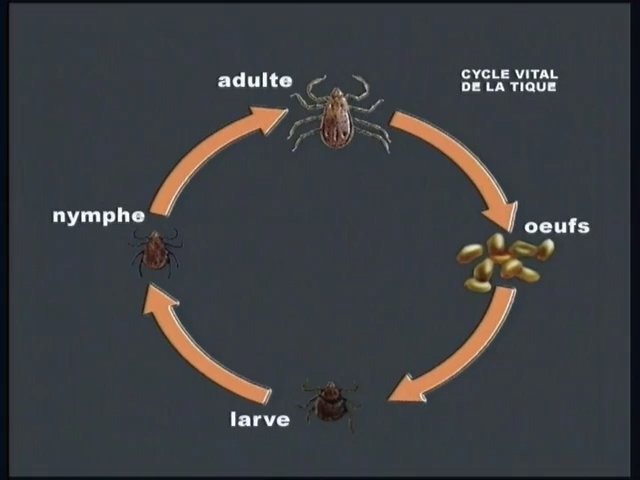 adulte
CYCLE VITAL
DE LA TIQUE
nymphe
oeufs
larve